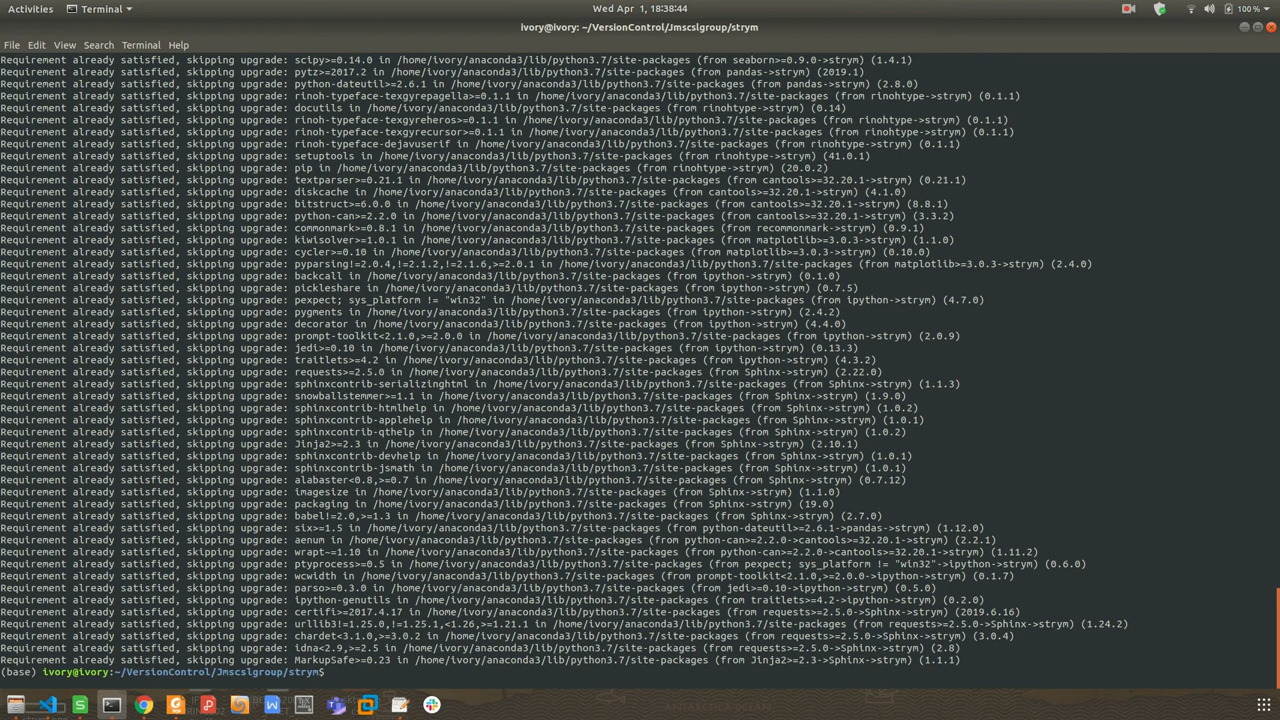 Activities
Terminal
Wed Apr 1, 18:38:44
100 %
ivory@ivory: ~/VersionControl/Jmscslgroup/strym
File Edit View Search Terminal Help
Requirement already satisfied, skipping upgrade: scipy>=0.14.0 in /home/ivory/anaconda3/lib/python3.7/site-packages (from seaborn>=0.9.0->strym) (1.4.1)
Requirement already satisfied, skipping upgrade: pytz>=2017.2 in /home/ivory/anaconda3/lib/python3.7/site-packages (from pandas->strym) (2019.1)
Requirement already satisfied, skipping upgrade: python-dateutil>=2.6.1 in /home/ivory/anaconda3/lib/python3.7/site-packages (from pandas->strym) (2.8.0)
Requirement already satisfied, skipping upgrade: rinoh-typeface-texgyrepagella>=0.1.1 in /home/ivory/anaconda3/lib/python3.7/site-packages (from rinohtype->strym) (0.1.1)
Requirement already satisfied, skipping upgrade: docutils in /home/ivory/anaconda3/lib/python3.7/site-packages (from rinohtype->strym) (0.14)
Requirement already satisfied, skipping upgrade: rinoh-typeface-texgyreheros>=0.1.1 in /home/ivory/anaconda3/lib/python3.7/site-packages (from rinohtype->strym) (0.1.1)
Requirement already satisfied, skipping upgrade: rinoh-typeface-texgyrecursor>=0.1.1 in /home/ivory/anaconda3/lib/python3.7/site-packages (from rinohtype->strym) (0.1.1)
Requirement already satisfied, skipping upgrade: rinoh-typeface-dejavuserif in /home/ivory/anaconda3/lib/python3.7/site-packages (from rinohtype->strym) (0.1.1)
Requirement already satisfied, skipping upgrade: setuptools in /home/ivory/anaconda3/lib/python3.7/site-packages (from rinohtype->strym) (41.0.1)
Requirement already satisfied, skipping upgrade: pip in /home/ivory/anaconda3/lib/python3.7/site-packages (from rinohtype->strym) (20.0.2)
Requirement already satisfied, skipping upgrade: textparser>=0.21.1 in /home/ivory/anaconda3/lib/python3.7/site-packages (from cantools>=32.20.1->strym) (0.21.1)
Requirement already satisfied, skipping upgrade: diskcache in /home/ivory/anaconda3/lib/python3.7/site-packages (from cantools>=32.20.1->strym) (4.1.0)
Requirement already satisfied, skipping upgrade: bitstruct>=6.0.0 in /home/ivory/anaconda3/lib/python3.7/site-packages (from cantools>=32.20.1->strym) (8.8.1)
Requirement already satisfied, skipping upgrade: python-can>=2.2.0 in /home/ivory/anaconda3/lib/python3.7/site-packages (from cantools>=32.20.1->strym) (3.3.2)
Requirement already satisfied, skipping upgrade: commonmark>=0.8.1 in /home/ivory/anaconda3/lib/python3.7/site-packages (from recommonmark->strym) (0.9.1)
Requirement already satisfied, skipping upgrade: kiwisolver>=1.0.1 in /home/ivory/anaconda3/lib/python3.7/site-packages (from matplotlib>=3.0.3->strym) (1.1.0)
Requirement already satisfied, skipping upgrade: cycler>=0.10 in /home/ivory/anaconda3/lib/python3.7/site-packages (from matplotlib>=3.0.3->strym) (0.10.0)
Requirement already satisfied, skipping upgrade: pyparsing!=2.0.4,!=2.1.2,!=2.1.6,>=2.0.1 in /home/ivory/anaconda3/lib/python3.7/site-packages (from matplotlib>=3.0.3->strym) (2.4.0)
Requirement already satisfied, skipping upgrade: backcall in /home/ivory/anaconda3/lib/python3.7/site-packages (from ipython->strym) (0.1.0)
Requirement already satisfied, skipping upgrade: pickleshare in /home/ivory/anaconda3/lib/python3.7/site-packages (from ipython->strym) (0.7.5)
Requirement already satisfied, skipping upgrade: pexpect; sys_platform != "win32" in /home/ivory/anaconda3/lib/python3.7/site-packages (from ipython->strym) (4.7.0)
Requirement already satisfied, skipping upgrade: pygments in /home/ivory/anaconda3/lib/python3.7/site-packages (from ipython->strym) (2.4.2)
Requirement already satisfied, skipping upgrade: decorator in /home/ivory/anaconda3/lib/python3.7/site-packages (from ipython->strym) (4.4.0)
Requirement already satisfied, skipping upgrade: prompt-toolkit<2.1.0,>=2.0.0 in /home/ivory/anaconda3/lib/python3.7/site-packages (from ipython->strym) (2.0.9)
Requirement already satisfied, skipping upgrade: jedi>=0.10 in /home/ivory/anaconda3/lib/python3.7/site-packages (from ipython->strym) (0.13.3)
Requirement already satisfied, skipping upgrade: traitlets>=4.2 in /home/ivory/anaconda3/lib/python3.7/site-packages (from ipython->strym) (4.3.2)
Requirement already satisfied, skipping upgrade: requests>=2.5.0 in /home/ivory/anaconda3/lib/python3.7/site-packages (from Sphinx->strym) (2.22.0)
Requirement already satisfied, skipping upgrade: sphinxcontrib-serializinghtml in /home/ivory/anaconda3/lib/python3.7/site-packages (from Sphinx->strym) (1.1.3)
Requirement already satisfied, skipping upgrade: snowballstemmer>=1.1 in /home/ivory/anaconda3/lib/python3.7/site-packages (from Sphinx->strym) (1.9.0)
Requirement already satisfied, skipping upgrade: sphinxcontrib-htmlhelp in /home/ivory/anaconda3/lib/python3.7/site-packages (from Sphinx->strym) (1.0.2)
Requirement already satisfied, skipping upgrade: sphinxcontrib-applehelp in /home/ivory/anaconda3/lib/python3.7/site-packages (from Sphinx->strym) (1.0.1)
Requirement already satisfied, skipping upgrade: sphinxcontrib-qthelp in /home/ivory/anaconda3/lib/python3.7/site-packages (from Sphinx->strym) (1.0.2)
Requirement already satisfied, skipping upgrade: Jinja2>=2.3 in /home/ivory/anaconda3/lib/python3.7/site-packages (from Sphinx->strym) (2.10.1)
Requirement already satisfied, skipping upgrade: sphinxcontrib-devhelp in /home/ivory/anaconda3/lib/python3.7/site-packages (from Sphinx->strym) (1.0.1)
Requirement already satisfied, skipping upgrade: sphinxcontrib-jsmath in /home/ivory/anaconda3/lib/python3.7/site-packages (from Sphinx->strym) (1.0.1)
Requirement already satisfied, skipping upgrade: alabaster<0.8,>=0.7 in /home/ivory/anaconda3/lib/python3.7/site-packages (from Sphinx->strym) (0.7.12)
Requirement already satisfied, skipping upgrade: imagesize in /home/ivory/anaconda3/lib/python3.7/site-packages (from Sphinx->strym) (1.1.0)
Requirement already satisfied, skipping upgrade: packaging in /home/ivory/anaconda3/lib/python3.7/site-packages (from Sphinx->strym) (19.0)
Requirement already satisfied, skipping upgrade: babel!=2.0,>=1.3 in /home/ivory/anaconda3/lib/python3.7/site-packages (from Sphinx->strym) (2.7.0)
Requirement already satisfied, skipping upgrade: six>=1.5 in /home/ivory/anaconda3/lib/python3.7/site-packages (from python-dateutil>=2.6.1->pandas->strym) (1.12.0)
Requirement already satisfied, skipping upgrade: aenum in /home/ivory/anaconda3/lib/python3.7/site-packages (from python-can>=2.2.0->cantools>=32.20.1->strym) (2.2.1)
Requirement already satisfied, skipping upgrade: wrapt~=1.10 in /home/ivory/anaconda3/lib/python3.7/site-packages (from python-can>=2.2.0->cantools>=32.20.1->strym) (1.11.2)
Requirement already satisfied, skipping upgrade: ptyprocess>=0.5 in /home/ivory/anaconda3/lib/python3.7/site-packages (from pexpect; sys_platform != "win32"->ipython->strym) (0.6.0)
Requirement already satisfied, skipping upgrade: wcwidth in /home/ivory/anaconda3/lib/python3.7/site-packages (from prompt-toolkit<2.1.0,>=2.0.0->ipython->strym) (0.1.7)
Requirement already satisfied, skipping upgrade: parso>=0.3.0 in /home/ivory/anaconda3/lib/python3.7/site-packages (from jedi>=0.10->ipython->strym) (0.5.0)
Requirement already satisfied, skipping upgrade: ipython-genutils in /home/ivory/anaconda3/lib/python3.7/site-packages (from traitlets>=4.2->ipython->strym) (0.2.0)
Requirement already satisfied, skipping upgrade: certifi>=2017.4.17 in /home/ivory/anaconda3/lib/python3.7/site-packages (from requests>=2.5.0->Sphinx->strym) (2019.6.16)
Requirement already satisfied, skipping upgrade: urllib3!=1.25.0,!=1.25.1,<1.26,>=1.21.1 in /home/ivory/anaconda3/lib/python3.7/site-packages (from requests>=2.5.0->Sphinx->strym) (1.24.2)
Requirement already satisfied, skipping upgrade: chardet<3.1.0,>=3.0.2 in /home/ivory/anaconda3/lib/python3.7/site-packages (from requests>=2.5.0->Sphinx->strym) (3.0.4)
Requirement already satisfied, skipping upgrade: idna<2.9,>=2.5 in /home/ivory/anaconda3/lib/python3.7/site-packages (from requests>=2.5.0->Sphinx->strym) (2.8)
Requirement already satisfied, skipping upgrade: MarkupSafe>=0.23 in /home/ivory/anaconda3/lib/python3.7/site-packages (from Jinja2>=2.3->Sphinx->strym) (1.1.1)
(base) ivory@ivory:~/VersionControl/Jmscslgroup/strym$